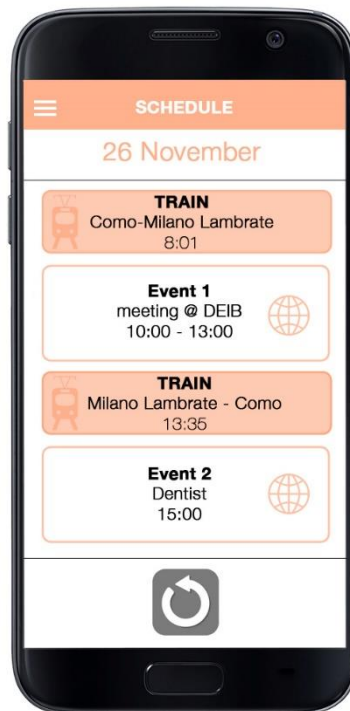 SCHEDULE
26 November
TRAIN
Como-Milano Lambrate
8:01
Event 1
meeting @ DEIB
10:00 - 13:00
TRAIN
Milano Lambrate - Como
13:35
Event 2
Dentist
15:00